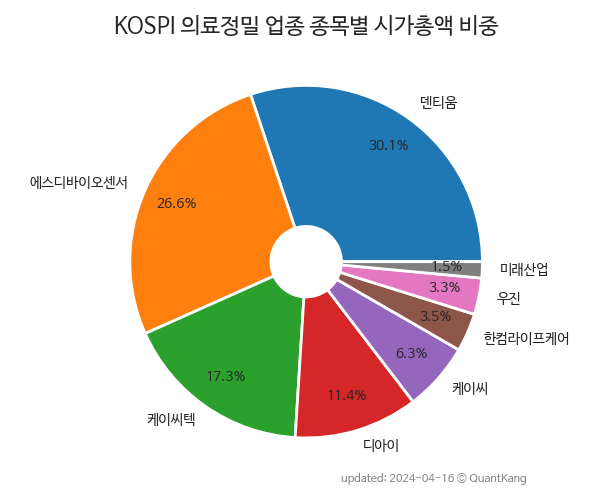 KOSPI 의료정밀 업종 종목별 시가총액 비중
덴티움
30.1%
에스디바이오센서
26.6%
케이씨텍
17.3%
디아이
11.4%
케이씨
6.3%
한컴라이프케어
3.5%
우진
3.3%
미래산업
1.5%
updated: 2024-04-16 © QuantKang